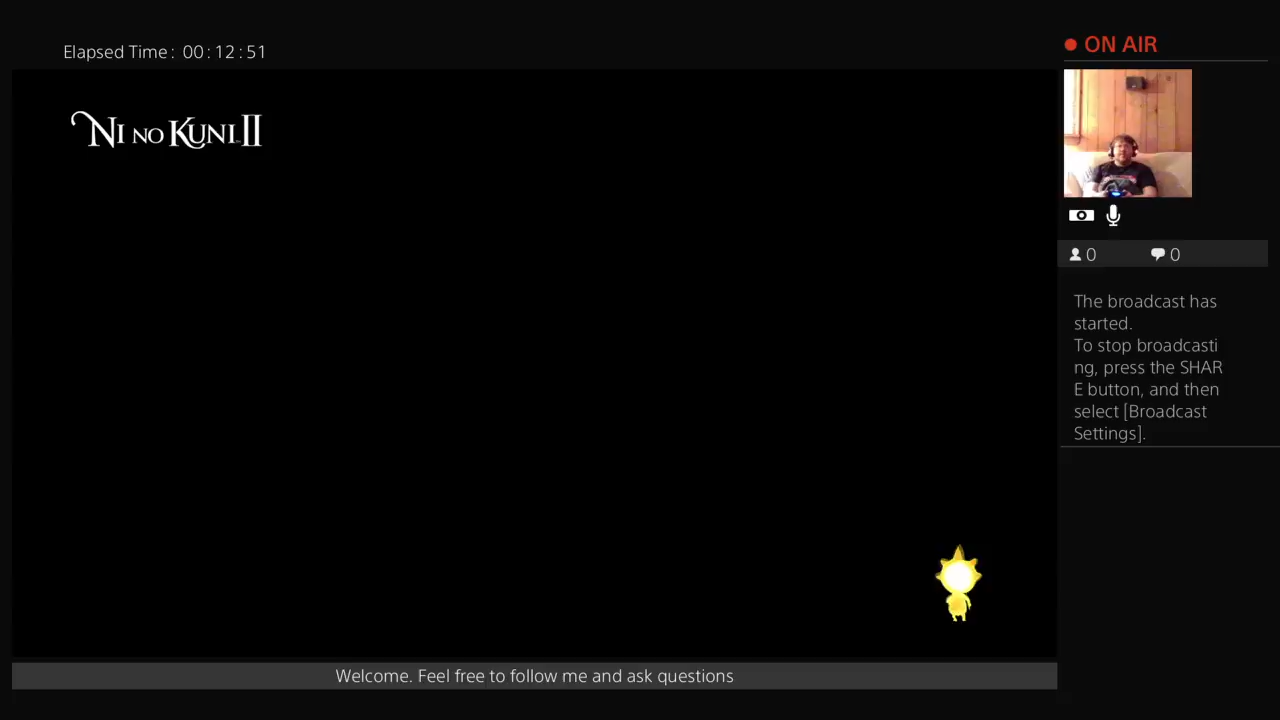 Elapsed Time: 00:12:51
ON AIR
NI NO KUNI II
0 0
The broadcast has
started.
To stop broadcasti
ng, press the SHAR
E button, and then
select [Broadcast
Settings].
Welcome. Feel free to follow me and ask questions